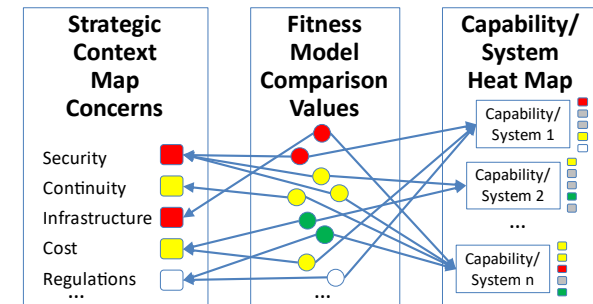 Strategic
Context
Map
Concerns
Security
Continuity
Infrastructure
Cost
Regulations
...
Fitness
Model
Comparison
Values
...
Capability/
System
Heat Map
Capability/
System 1
Capability/
System 2
...
Capability/
System n